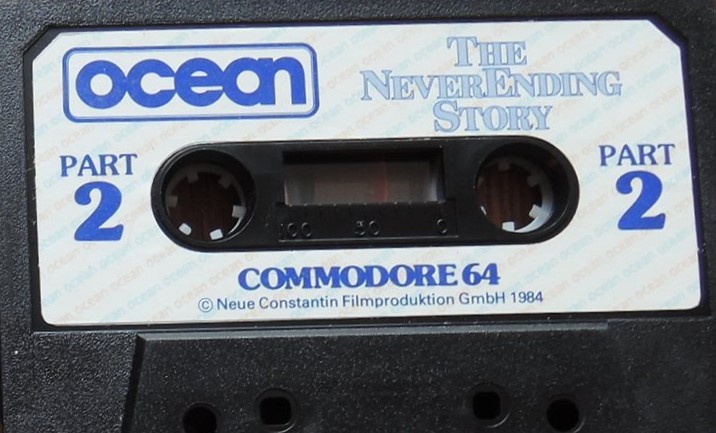 ocean
THE
NEVERENDING
STORY
PART
2
PART
2
100 50 0
COMMODORE 64
© Neue Constantin Filmproduktion GmbH 1984